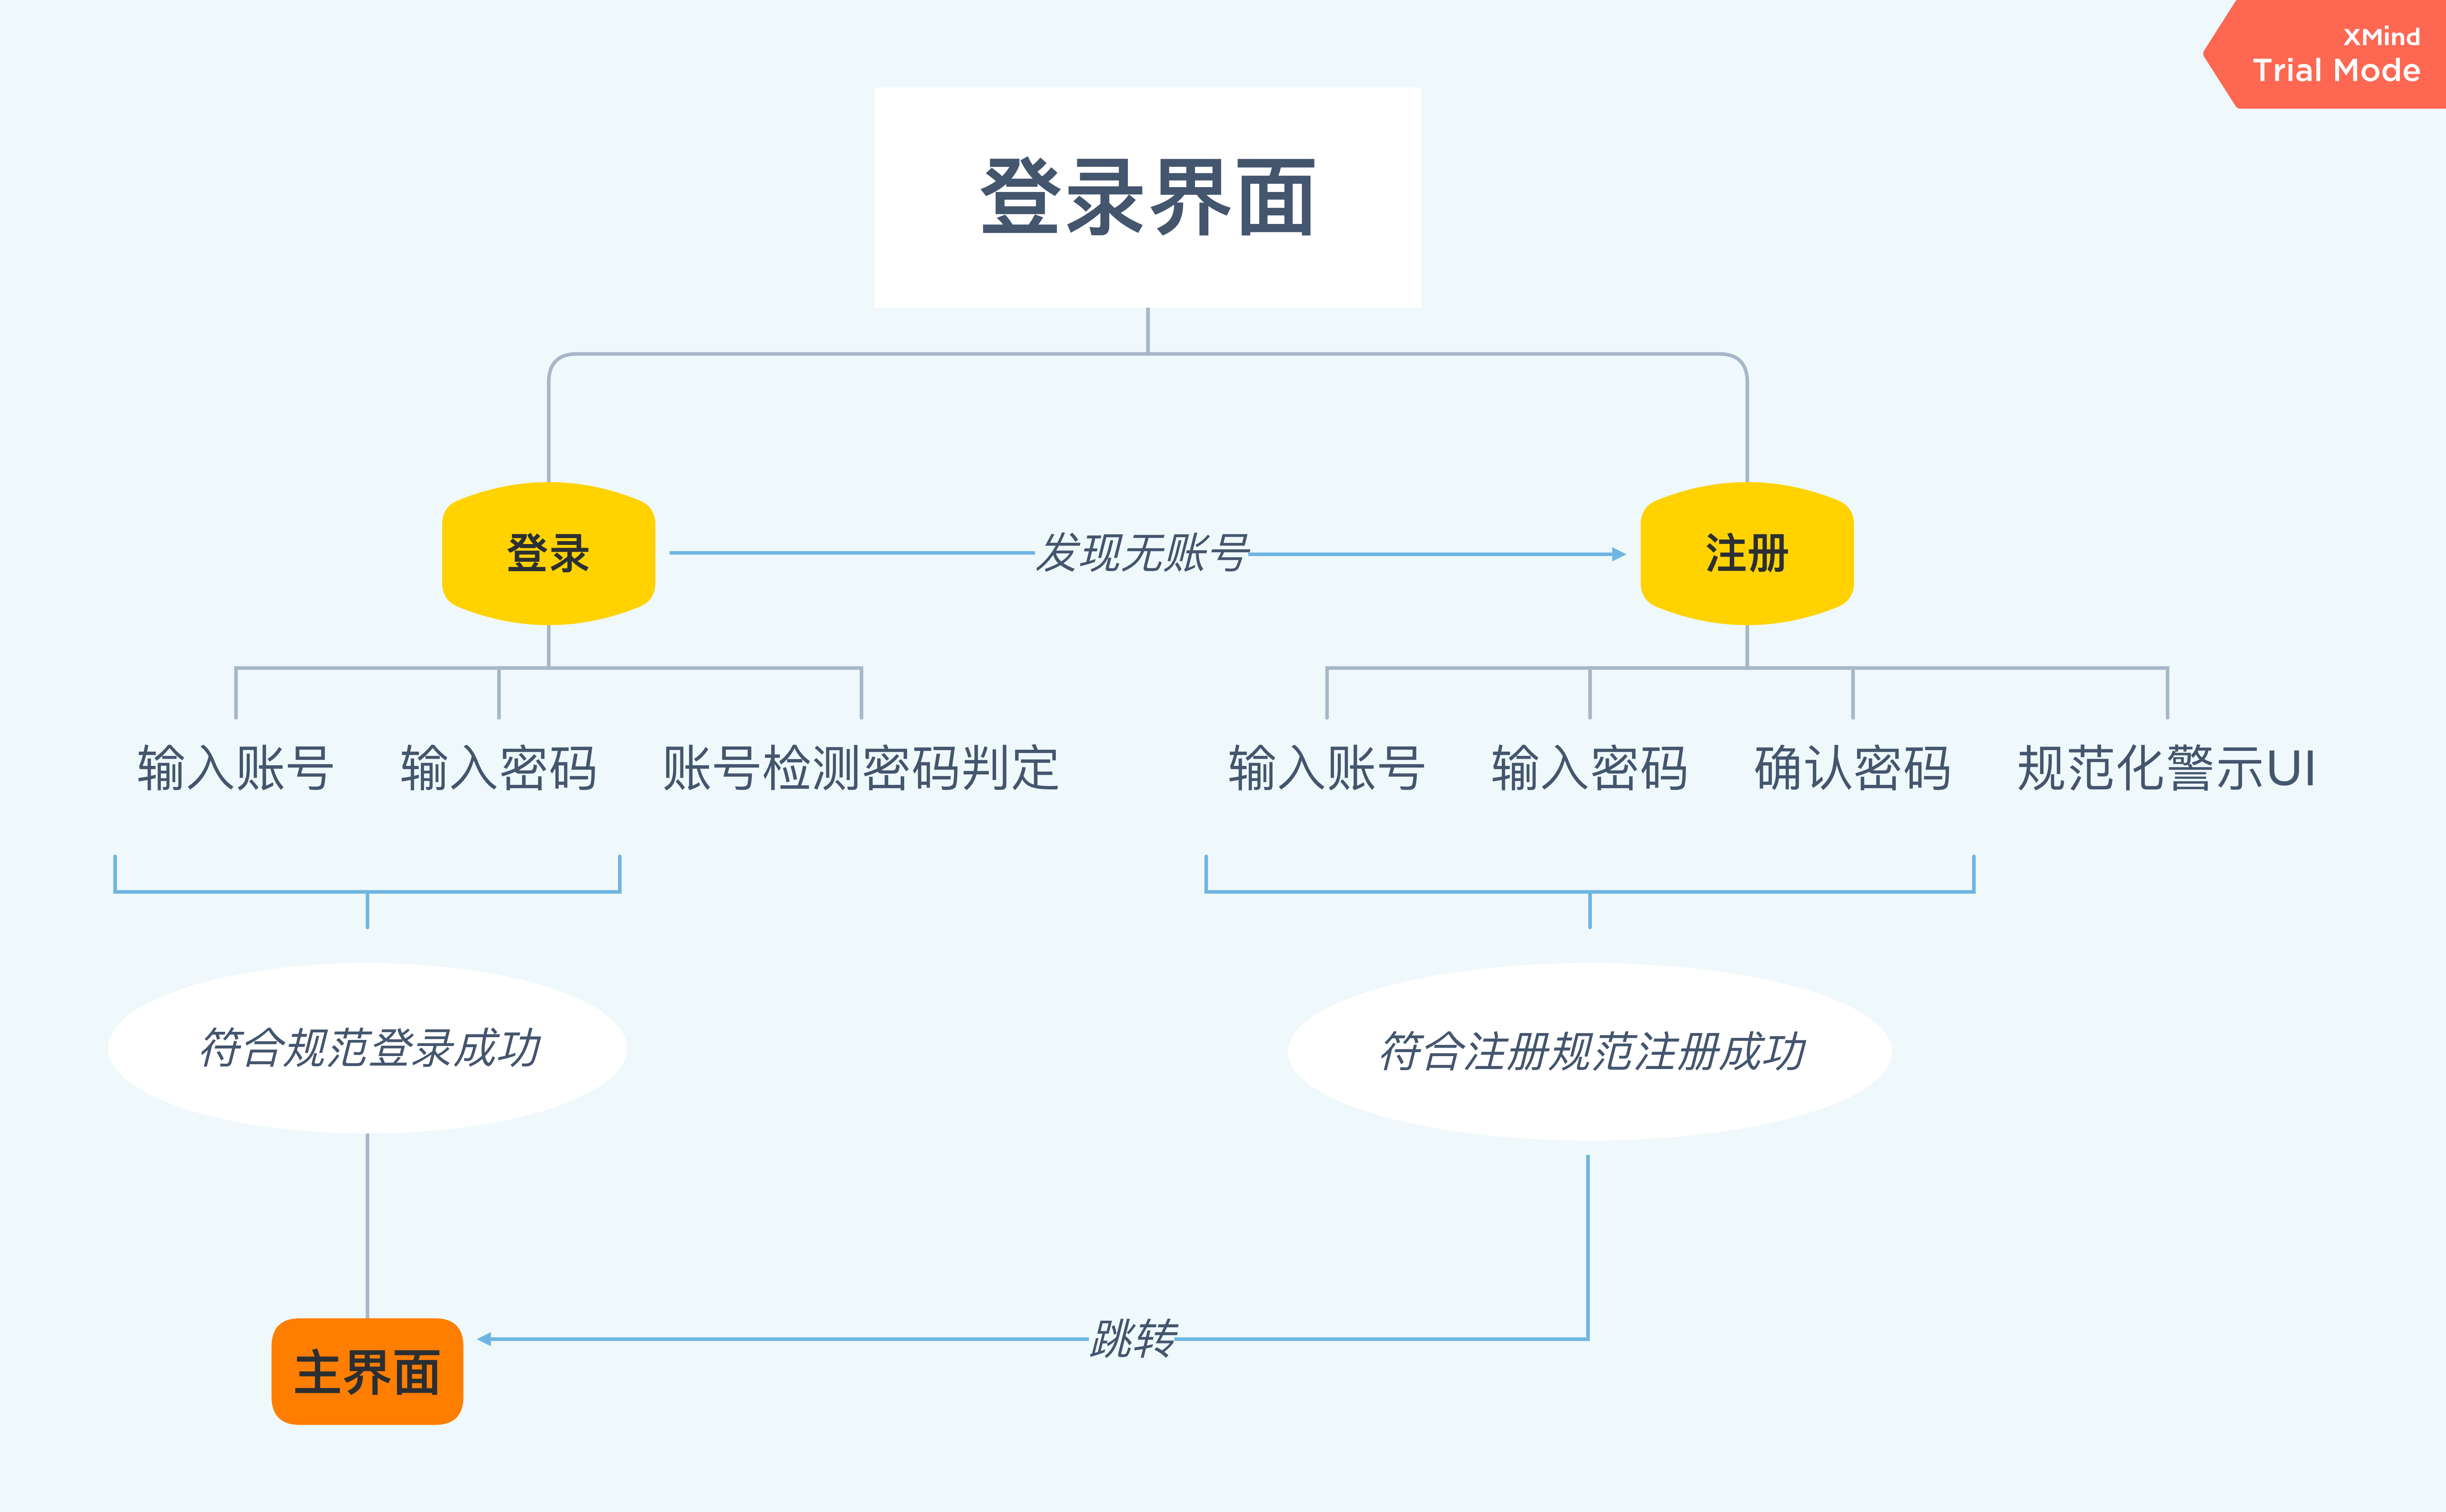 XMind
Trial Mode
登录界面
登录
发现无账号
注册
输入账号
输入密码
账号检测密码判定
输入账号
输入密码
确认密码
规范化警示UI
符合规范登录成功
符合注册规范注册成功
跳转
主界面